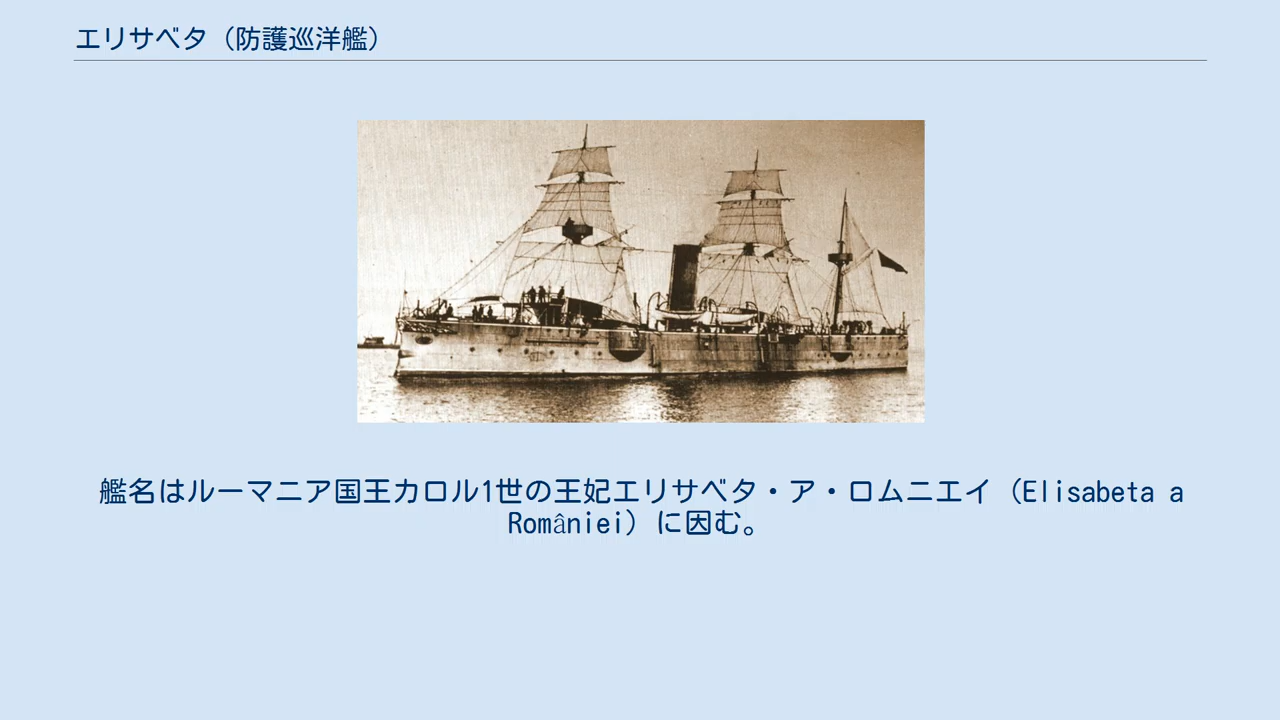 エリサベタ（防護巡洋艦）
艦名はルーマニア国王カロル1世の王妃エリサベタ・ア・ロムニエイ（Elisabeta a
României）に因む。